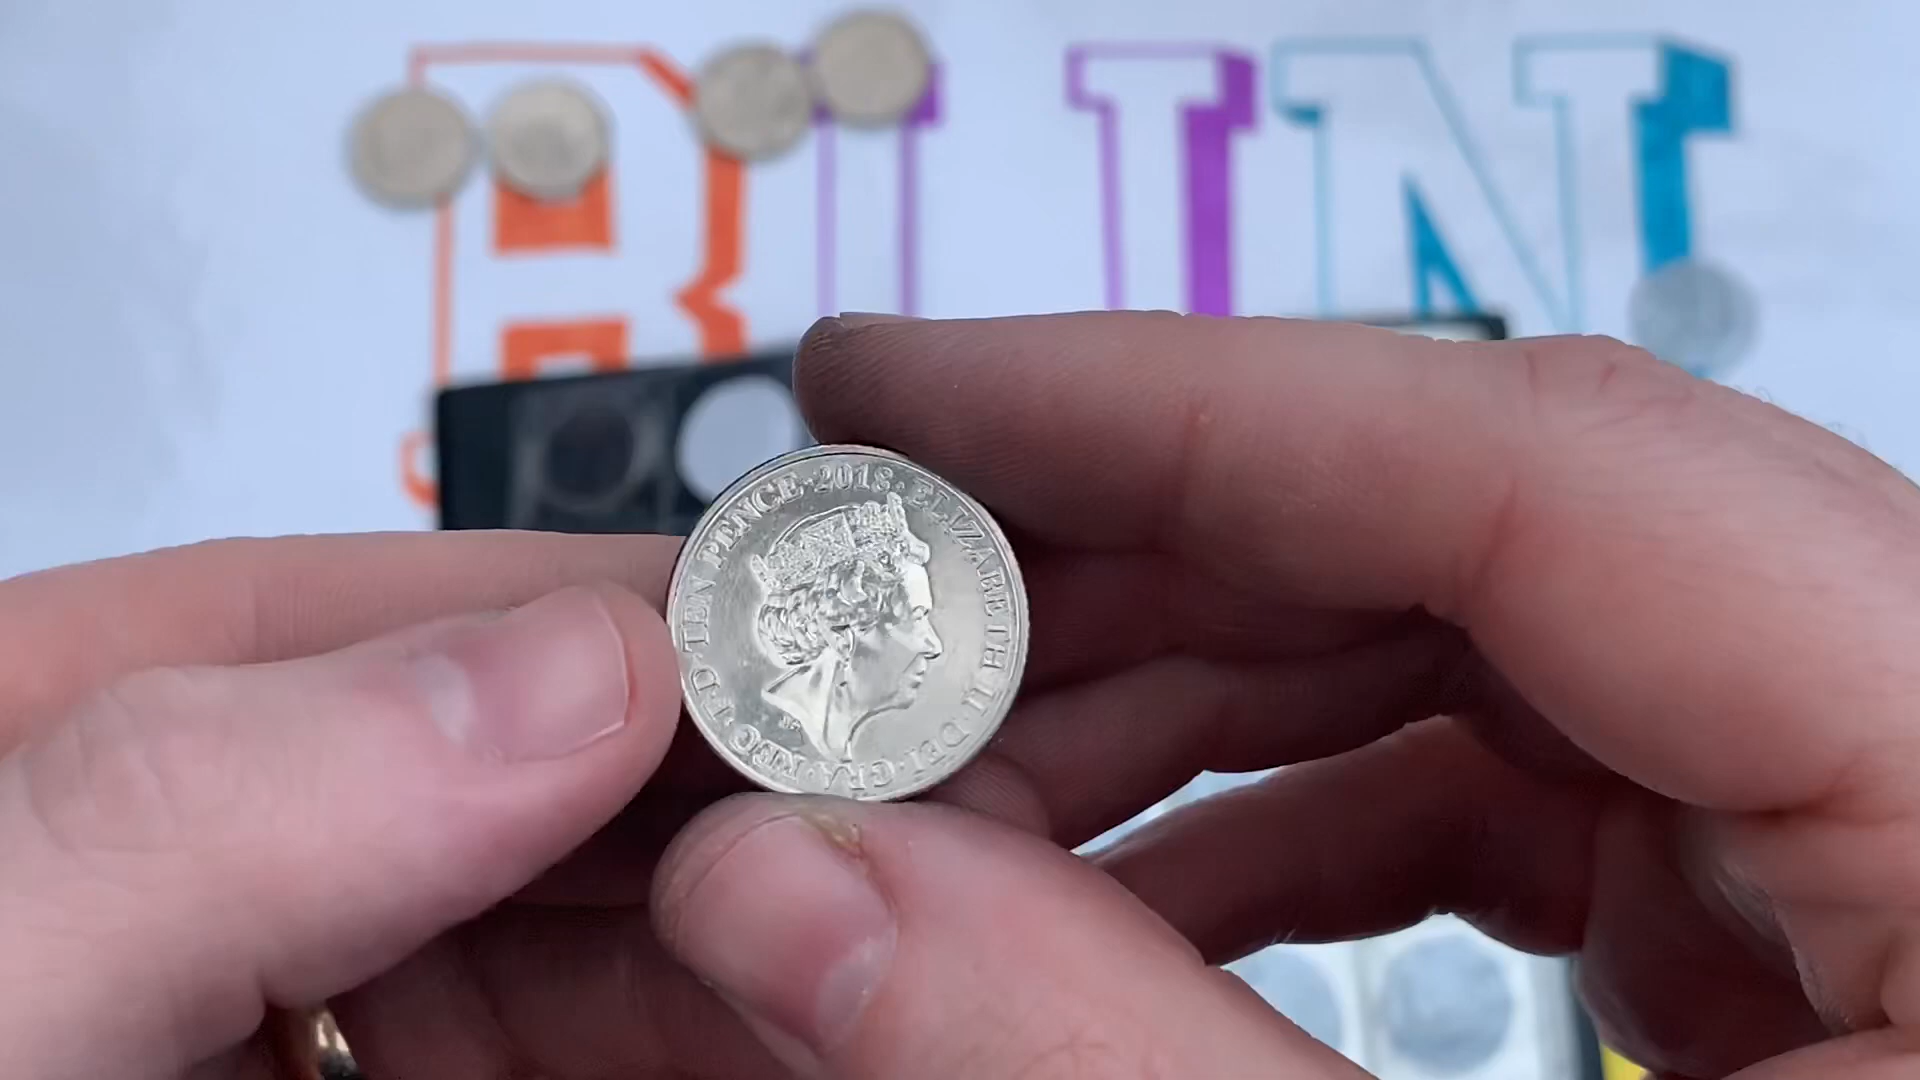 TEN PENCE · 2018 · ELIZABETH II · DEI · GRA · REG · F · D ·